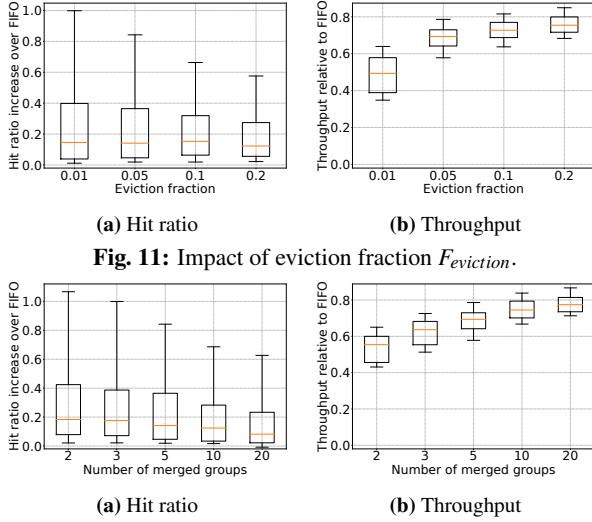 Hit ratio increase over FIFO
1.0
0.8
0.6
0.4
0.2
0.0
0.01 0.05 0.1 0.2
Eviction fraction
(a) Hit ratio
Throughput relative to FIFO
0.8
0.6
0.4
0.2
0.0
0.01 0.05 0.1 0.2
Eviction fraction
(b) Throughput
Fig. 11: Impact of eviction fraction F_eviction.
Hit ratio increase over FIFO
1.0
0.8
0.6
0.4
0.2
0.0
2 3 5 10 20
Number of merged groups
(a) Hit ratio
Throughput relative to FIFO
0.8
0.6
0.4
0.2
0.0
2 3 5 10 20
Number of merged groups
(b) Throughput